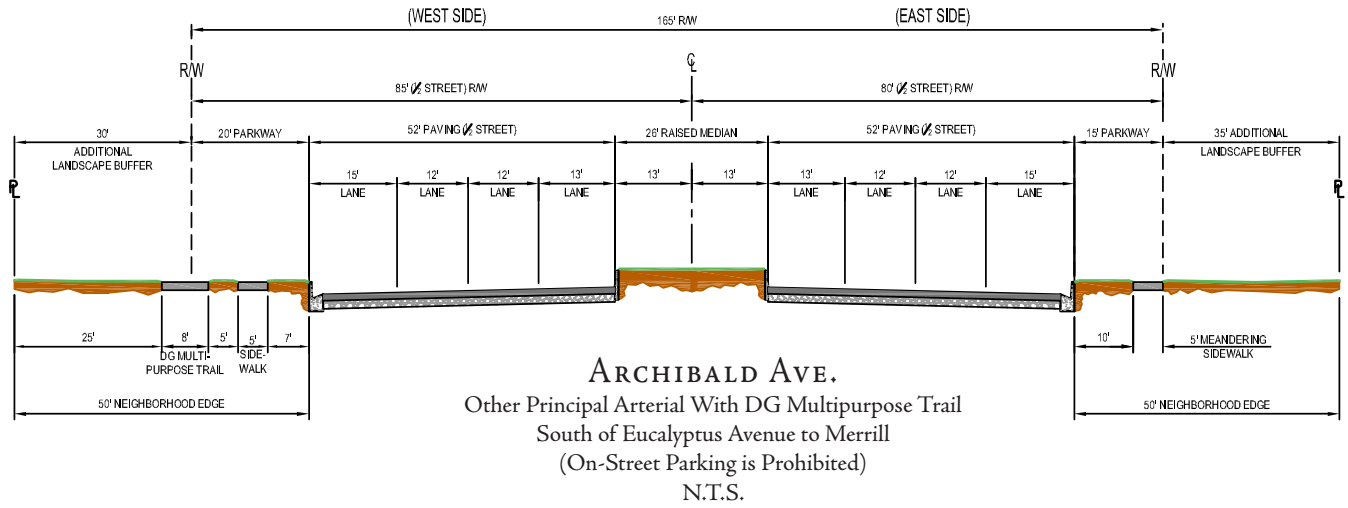 (WEST SIDE)
165' R/W
(EAST SIDE)
R/W
℄
R/W
85' (½ STREET) R/W
80' (½ STREET) R/W
30'
ADDITIONAL
LANDSCAPE BUFFER
20' PARKWAY
52' PAVING (½ STREET)
26' RAISED MEDIAN
52' PAVING (½ STREET)
15' PARKWAY
35' ADDITIONAL
LANDSCAPE BUFFER
PL
15'
LANE
12'
LANE
12'
LANE
13'
LANE
13'
13'
13'
LANE
12'
LANE
12'
LANE
15'
LANE
PL
25'
8'
DG MULTI-
PURPOSE TRAIL
5'
5'
SIDE-
WALK
7'
10'
5' MEANDERING
SIDEWALK
50' NEIGHBORHOOD EDGE
50' NEIGHBORHOOD EDGE
ARCHIBALD AVE.
Other Principal Arterial With DG Multipurpose Trail
South of Eucalyptus Avenue to Merrill
(On-Street Parking is Prohibited)
N.T.S.